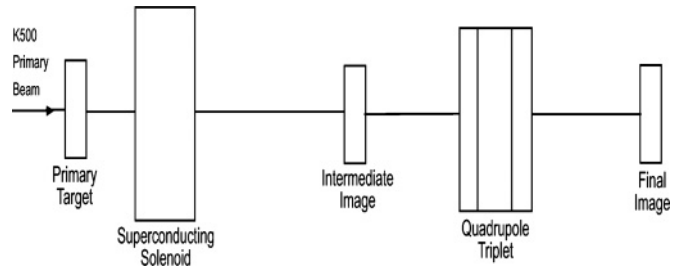 K500
Primary
Beam
Primary
Target
Superconducting
Solenoid
Intermediate
Image
Quadrupole
Triplet
Final
Image